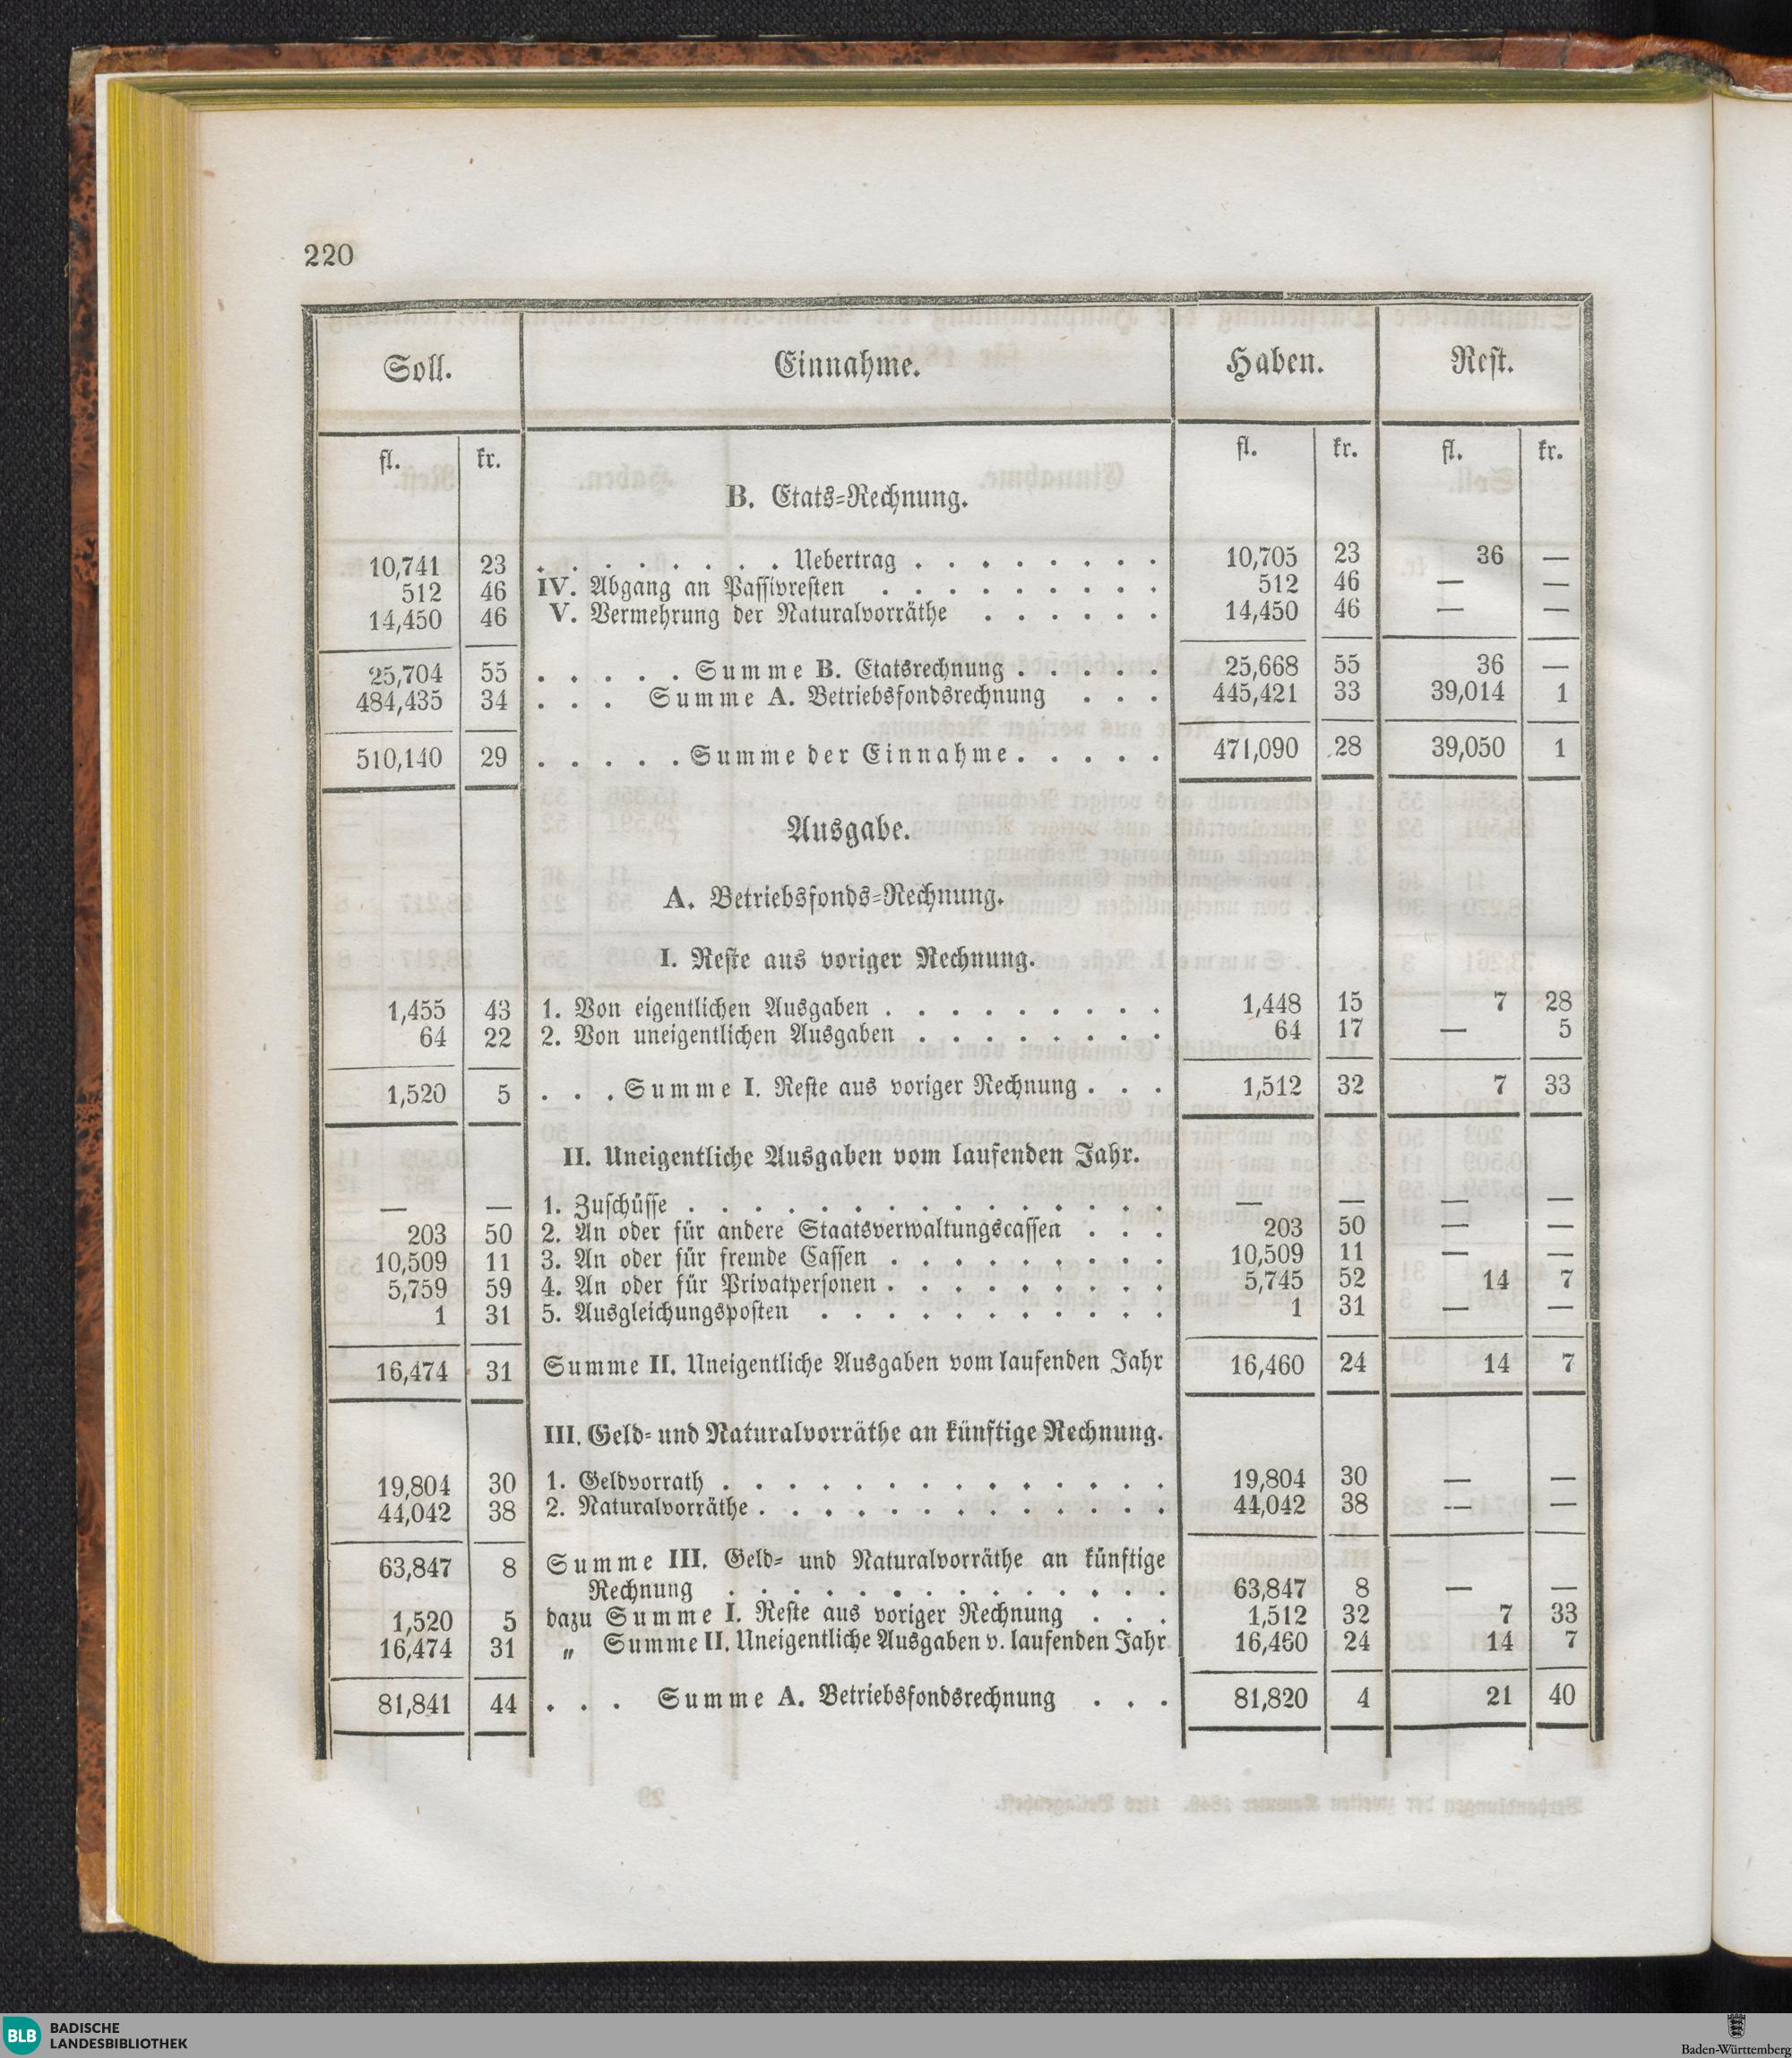 220
Soll. Einnahme. Haben. Rest.
fl. kr. fl. kr. fl. kr.
B. Etats=Rechnung.
10,741 23 . . . . . . . . Uebertrag . . . . . . . . 10,705 23 36 —
512 46 IV. Abgang an Passivresten . . . . . . . . . 512 46 — —
14,450 46 V. Vermehrung der Naturalvorräthe . . . . . . 14,450 46 — —
25,704 55 . . . . . Summe B. Etatsrechnung . . . . . 25,668 55 36 —
484,435 34 . . . Summe A. Betriebsfondsrechnung . . . 445,421 33 39,014 1
510,140 29 . . . . . Summe der Einnahme . . . . . 471,090 28 39,050 1
Ausgabe.
A. Betriebsfonds=Rechnung.
I. Reste aus voriger Rechnung.
1,455 43 1. Von eigentlichen Ausgaben . . . . . . . . . 1,448 15 7 28
64 22 2. Von uneigentlichen Ausgaben . . . . . . . . 64 17 — 5
1,520 5 . . . Summe I. Reste aus voriger Rechnung . . . 1,512 32 7 33
II. Uneigentliche Ausgaben vom laufenden Jahr.
— — 1. Zuschüsse . . . . . . . . . . . . . . . — — — —
203 50 2. An oder für andere Staatsverwaltungscassen . . . 203 50 — —
10,509 11 3. An oder für fremde Cassen . . . . . . . . . 10,509 11 — —
5,759 59 4. An oder für Privatpersonen . . . . . . . . . 5,745 52 14 7
1 31 5. Ausgleichungsposten . . . . . . . . . . . 1 31 — —
16,474 31 Summe II. Uneigentliche Ausgaben vom laufenden Jahr 16,460 24 14 7
III. Geld= und Naturalvorräthe an künftige Rechnung.
19,804 30 1. Geldvorrath . . . . . . . . . . . . . . 19,804 30 — —
44,042 38 2. Naturalvorräthe . . . . . . . . . . . . . 44,042 38 — —
63,847 8 Summe III. Geld= und Naturalvorräthe an künftige
Rechnung . . . . . . . . . . . . . . 63,847 8 — —
1,520 5 dazu Summe I. Reste aus voriger Rechnung . . . 1,512 32 7 33
16,474 31 „ Summe II. Uneigentliche Ausgaben v. laufenden Jahr 16,460 24 14 7
81,841 44 . . . Summe A. Betriebsfondsrechnung . . . 81,820 4 21 40
BLB BADISCHE
LANDESBIBLIOTHEK
Baden-Württemberg